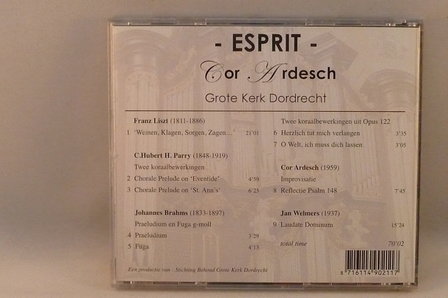 - ESPRIT -
Cor Ardesch
Grote Kerk Dordrecht
Franz Liszt (1811-1886)
1 'Weinen, Klagen, Sorgen, Zagen...' 21'01
C.Hubert H. Parry (1848-1919)
Twee koraalbewerkingen
2 Chorale Prelude on 'Eventide' 4'59
3 Chorale Prelude on 'St. Ann's' 6'25
Johannes Brahms (1833-1897)
Praeludium en Fuga g-moll
4 Praeludium 3'29
5 Fuga 4'13
Twee koraalbewerkingen uit Opus 122
6 Herzlich tut mich verlangen 3'35
7 O Welt, ich muss dich lassen 3'05
Cor Ardesch (1959)
Improvisatie
8 Reflectie Psalm 148 7'45
Jan Welmers (1937)
9 Laudate Dominum 15'24
total time 70'02
Een productie van : Stichting Behoud Grote Kerk Dordrecht
8 716114 902117